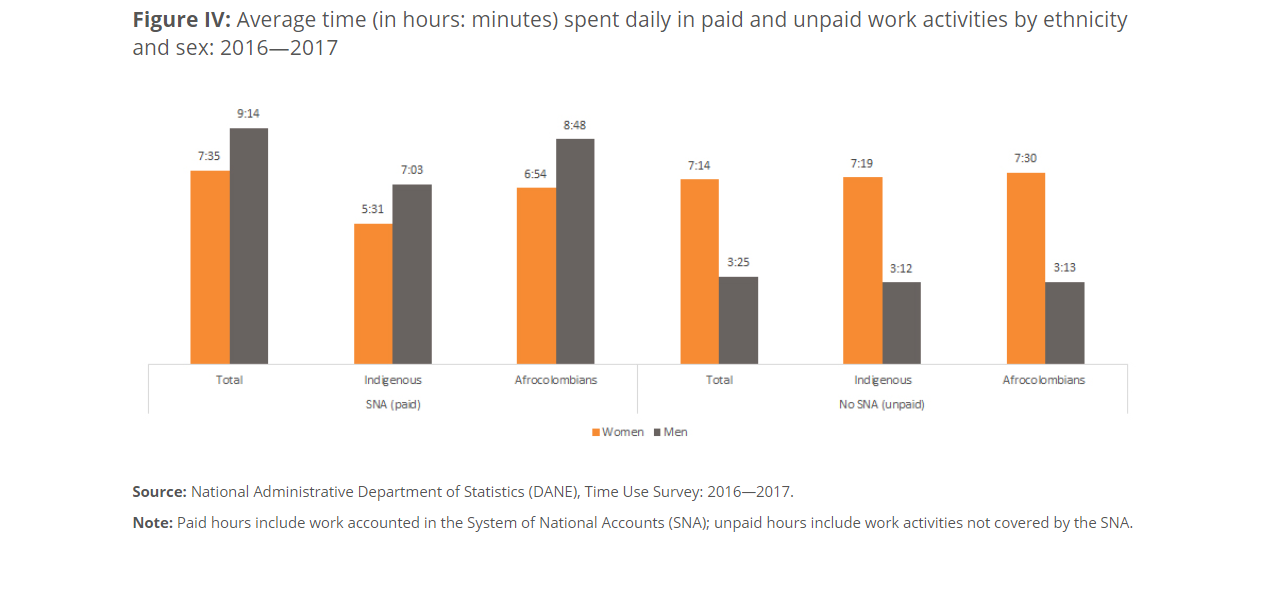 Figure IV: Average time (in hours: minutes) spent daily in paid and unpaid work activities by ethnicity
and sex: 2016—2017
9:14
8:48
7:35
7:03
6:54
5:31
7:14
7:19
7:30
3:25
3:12
3:13
Total Indigenous Afrocolombians Total Indigenous Afrocolombians
SNA (paid) No SNA (unpaid)
Women Men
Source: National Administrative Department of Statistics (DANE), Time Use Survey: 2016—2017.
Note: Paid hours include work accounted in the System of National Accounts (SNA); unpaid hours include work activities not covered by the SNA.